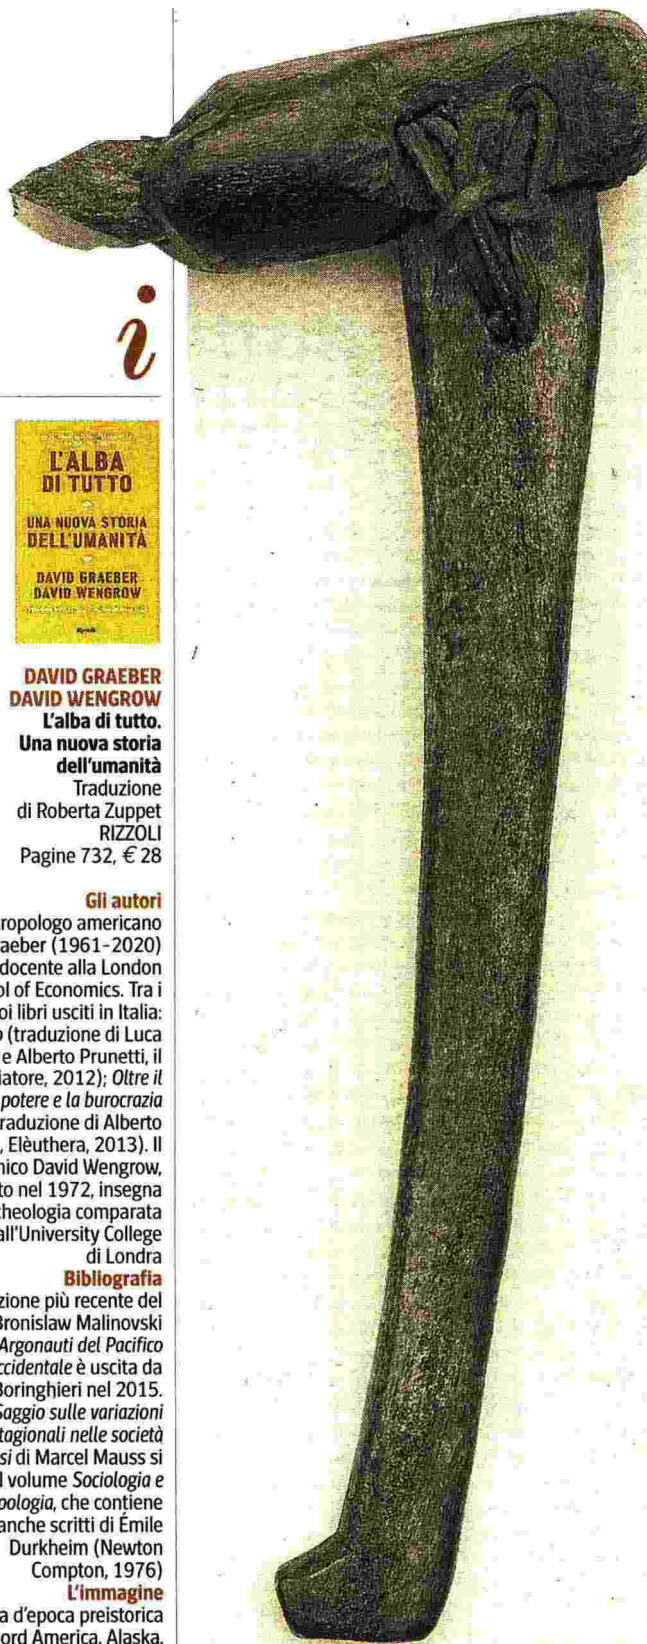 i
L'ALBA
DI TUTTO
UNA NUOVA STORIA
DELL'UMANITÀ
DAVID GRAEBER
DAVID WENGROW
Rizzoli
DAVID GRAEBER
DAVID WENGROW
L'alba di tutto.
Una nuova storia
dell'umanità
Traduzione
di Roberta Zuppet
RIZZOLI
Pagine 732, € 28
Gli autori
ropologo americano
aeber (1961-2020)
docente alla London
ol of Economics. Tra i
oi libri usciti in Italia:
o (traduzione di Luca
e Alberto Prunetti, il
iatore, 2012); Oltre il
potere e la burocrazia
raduzione di Alberto
, Elèuthera, 2013). Il
nico David Wengrow,
to nel 1972, insegna
cheologia comparata
all'University College
di Londra
Bibliografia
zione più recente del
Bronislaw Malinovski
Argonauti del Pacifico
ccidentale è uscita da
Boringhieri nel 2015.
Saggio sulle variazioni
tagionali nelle società
si di Marcel Mauss si
l volume Sociologia e
pologia, che contiene
anche scritti di Émile
Durkheim (Newton
Compton, 1976)
L'immagine
a d'epoca preistorica
ord America, Alaska,